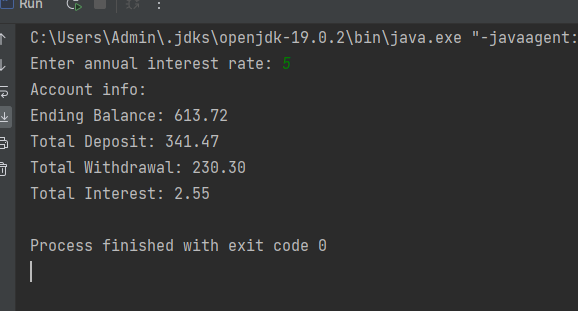 Run
C:\Users\Admin\.jdks\openjdk-19.0.2\bin\java.exe "-javaagent:
Enter annual interest rate: 5
Account info:
Ending Balance: 613.72
Total Deposit: 341.47
Total Withdrawal: 230.30
Total Interest: 2.55
Process finished with exit code 0